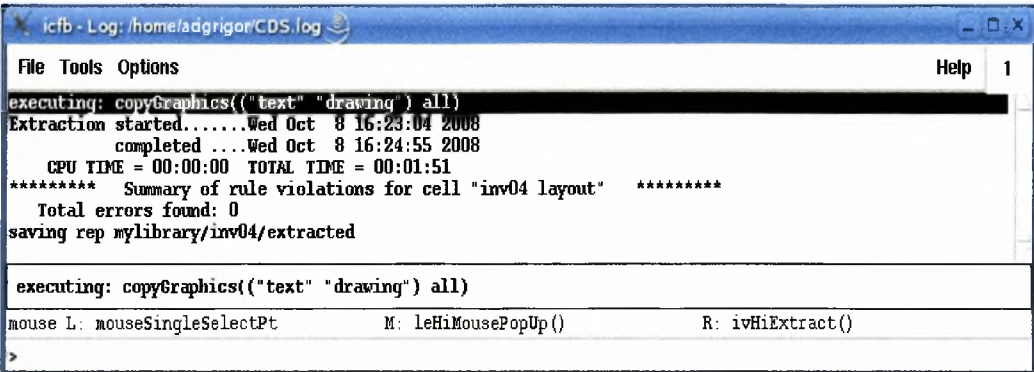 icfb - Log: /home/adgrigor/CDS.log
File Tools Options Help 1
executing: copyGraphics(("text" "drawing") all)
Extraction started.......Wed Oct 8 16:23:04 2008
completed ....Wed Oct 8 16:24:55 2008
CPU TIME = 00:00:00 TOTAL TIME = 00:01:51
********* Summary of rule violations for cell "inv04 layout" *********
Total errors found: 0
saving rep mylibrary/inv04/extracted
executing: copyGraphics(("text" "drawing") all)
mouse L: mouseSingleSelectPt M: leHiMousePopUp() R: ivHiExtract()
>